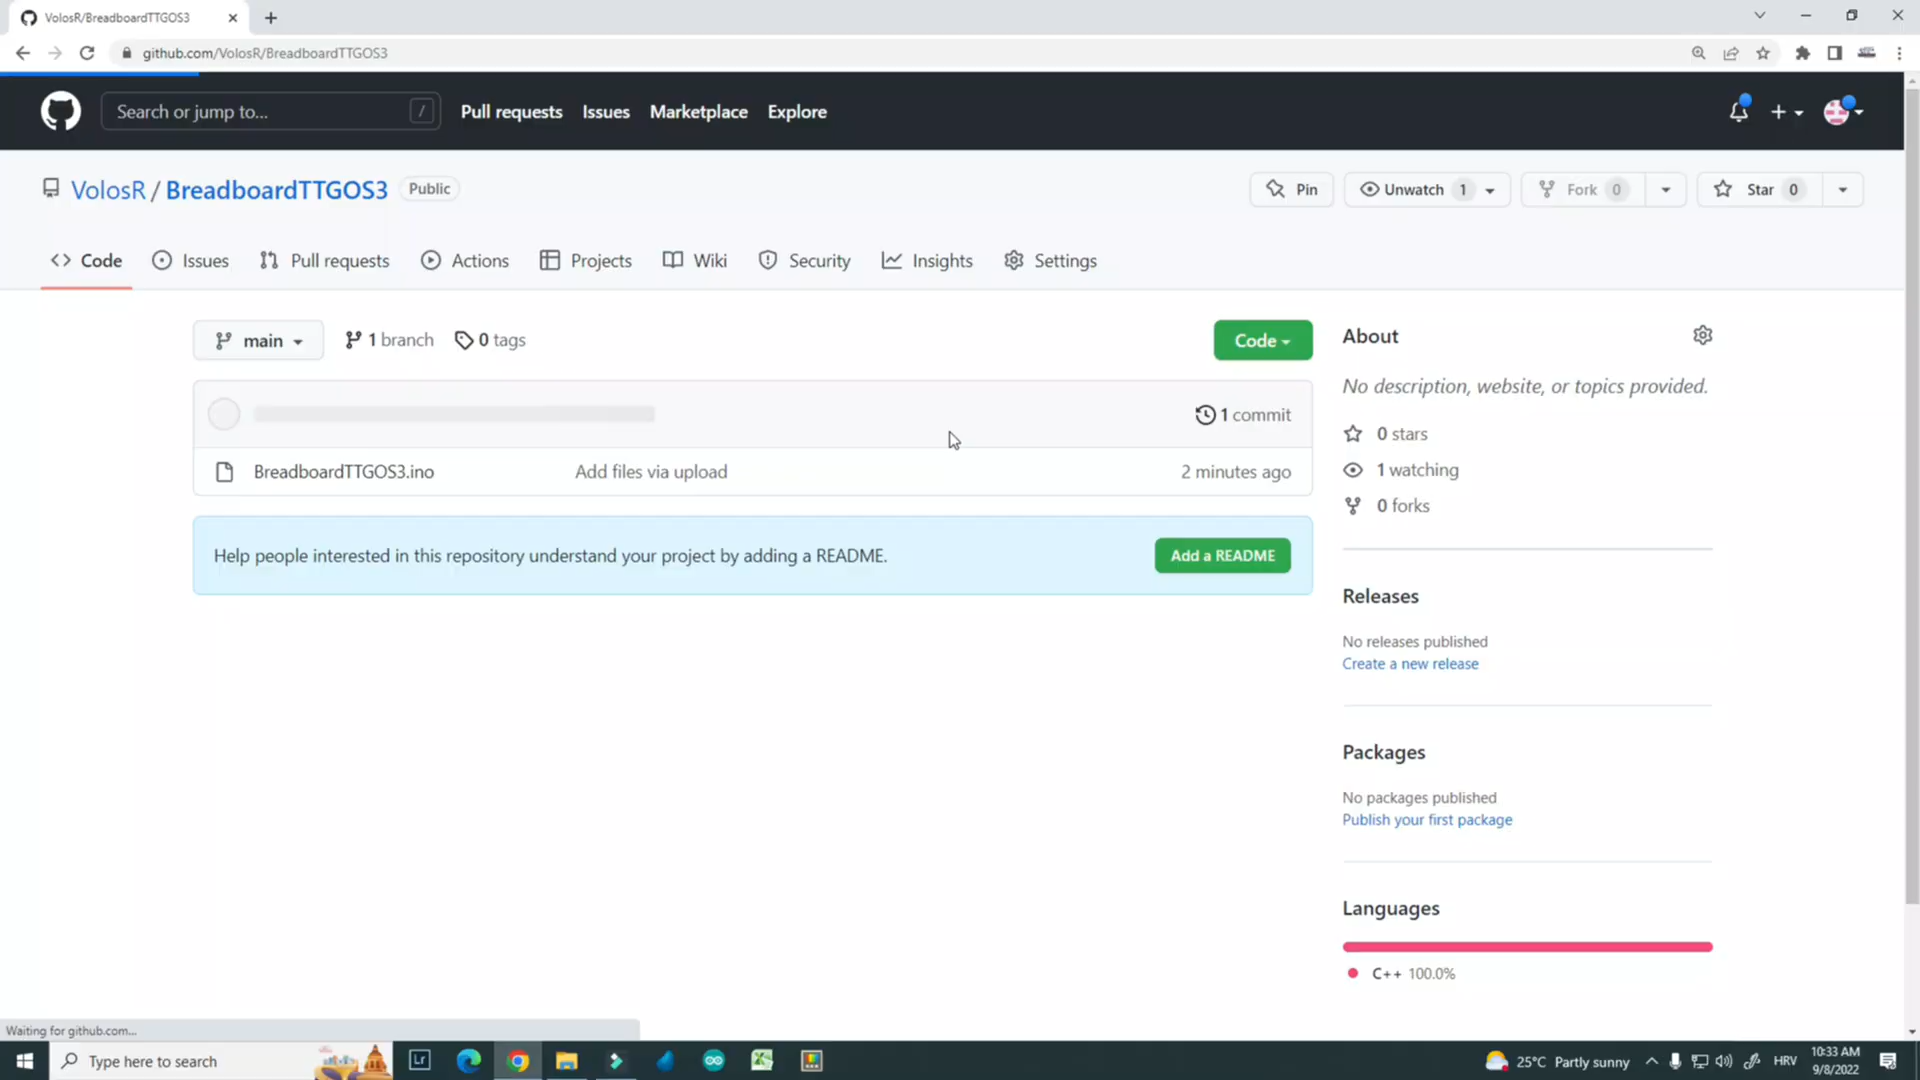 VolosR/BreadboardTTGOS3
github.com/VolosR/BreadboardTTGOS3
Search or jump to... /
Pull requests Issues Marketplace Explore
VolosR / BreadboardTTGOS3 Public
Pin Unwatch 1 Fork 0 Star 0
Code Issues Pull requests Actions Projects Wiki Security Insights Settings
main 1 branch 0 tags Code
1 commit
BreadboardTTGOS3.ino Add files via upload 2 minutes ago
Help people interested in this repository understand your project by adding a README. Add a README
About
No description, website, or topics provided.
0 stars
1 watching
0 forks
Releases
No releases published
Create a new release
Packages
No packages published
Publish your first package
Languages
C++ 100.0%
Waiting for github.com...
Type here to search
Lr
25°C Partly sunny
HRV
10:33 AM
9/8/2022